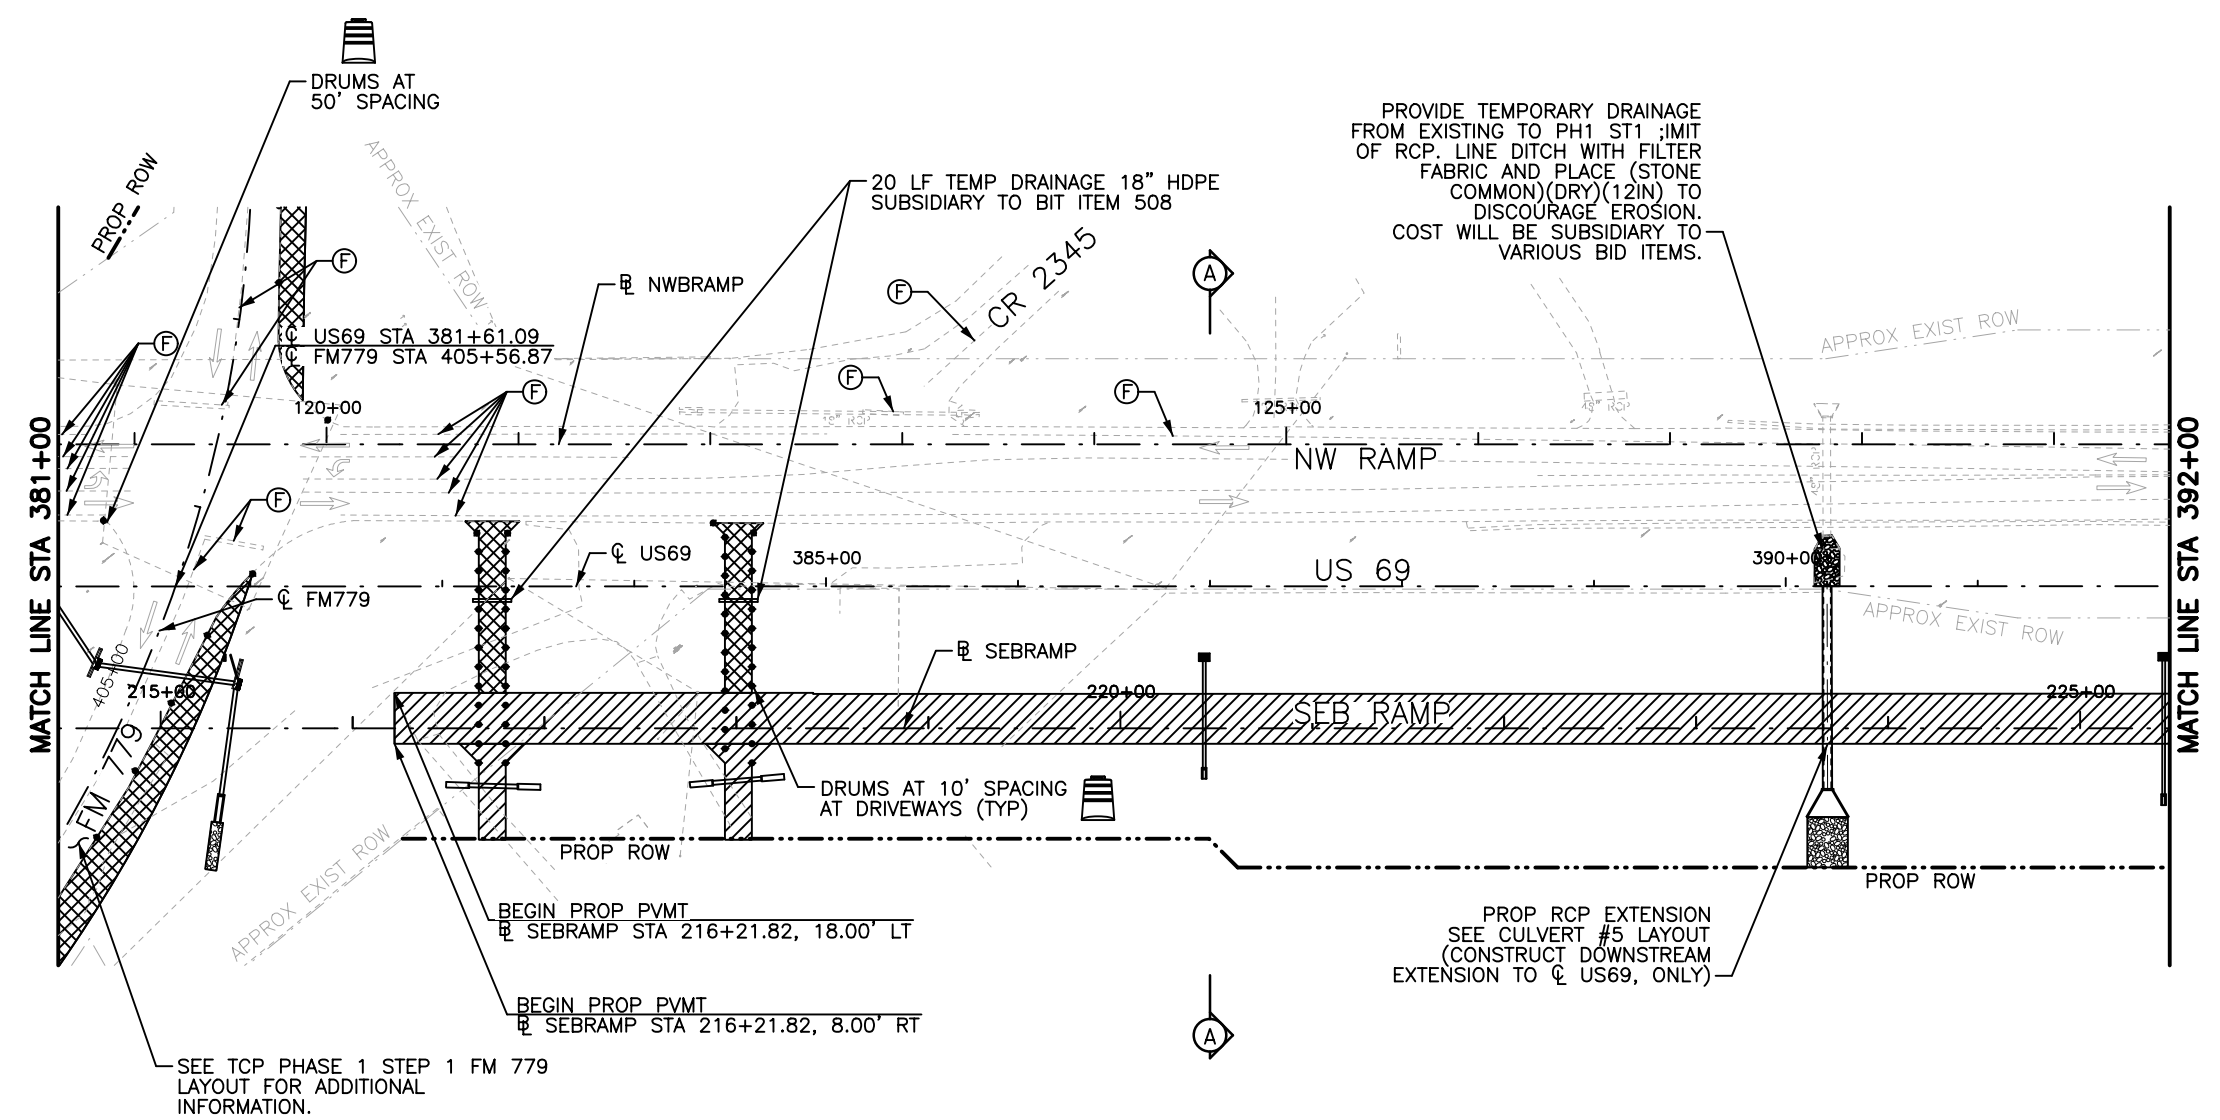 DRUMS AT
50' SPACING
PROP ROW
APPROX EXIST ROW
20 LF TEMP DRAINAGE 18" HDPE
SUBSIDIARY TO BIT ITEM 508
PROVIDE TEMPORARY DRAINAGE
FROM EXISTING TO PH1 ST1 ;IMIT
OF RCP. LINE DITCH WITH FILTER
FABRIC AND PLACE (STONE
COMMON)(DRY)(12IN) TO
DISCOURAGE EROSION.
COST WILL BE SUBSIDIARY TO
VARIOUS BID ITEMS.
CR 2345
A
F
F
℄ NWBRAMP
F
℄ US69 STA 381+61.09
℄ FM779 STA 405+56.87
APPROX EXIST ROW
F
F
F
120+00
125+00
18" RCP
18" RCP
MATCH LINE STA 381+00
NW RAMP
18" RCP
MATCH LINE STA 392+00
F
℄ US69
385+00
390+00
US 69
℄ FM779
APPROX EXIST ROW
℄ SEBRAMP
405+00
215+00
220+00
225+00
SEB RAMP
FM 779
DRUMS AT 10' SPACING
AT DRIVEWAYS (TYP)
PROP ROW
PROP ROW
APPROX EXIST ROW
BEGIN PROP PVMT
℄ SEBRAMP STA 216+21.82, 18.00' LT
PROP RCP EXTENSION
SEE CULVERT #5 LAYOUT
(CONSTRUCT DOWNSTREAM
EXTENSION TO ℄ US69, ONLY)
BEGIN PROP PVMT
℄ SEBRAMP STA 216+21.82, 8.00' RT
A
SEE TCP PHASE 1 STEP 1 FM 779
LAYOUT FOR ADDITIONAL
INFORMATION.